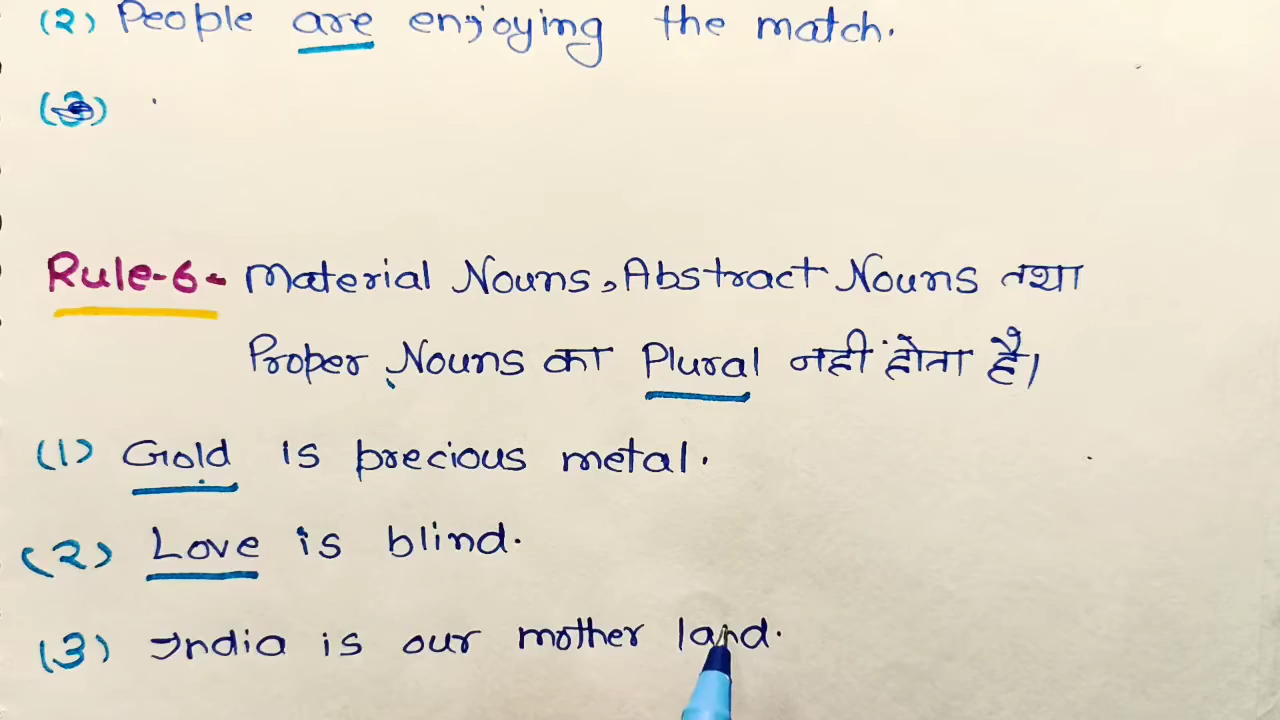 (2) People are enjoying the match.
(3)
Rule-6- Material Nouns, Abstract Nouns तथा
Proper Nouns का Plural नहीं होता है।
(1) Gold is precious metal.
(2) Love is blind.
(3) India is our mother land.